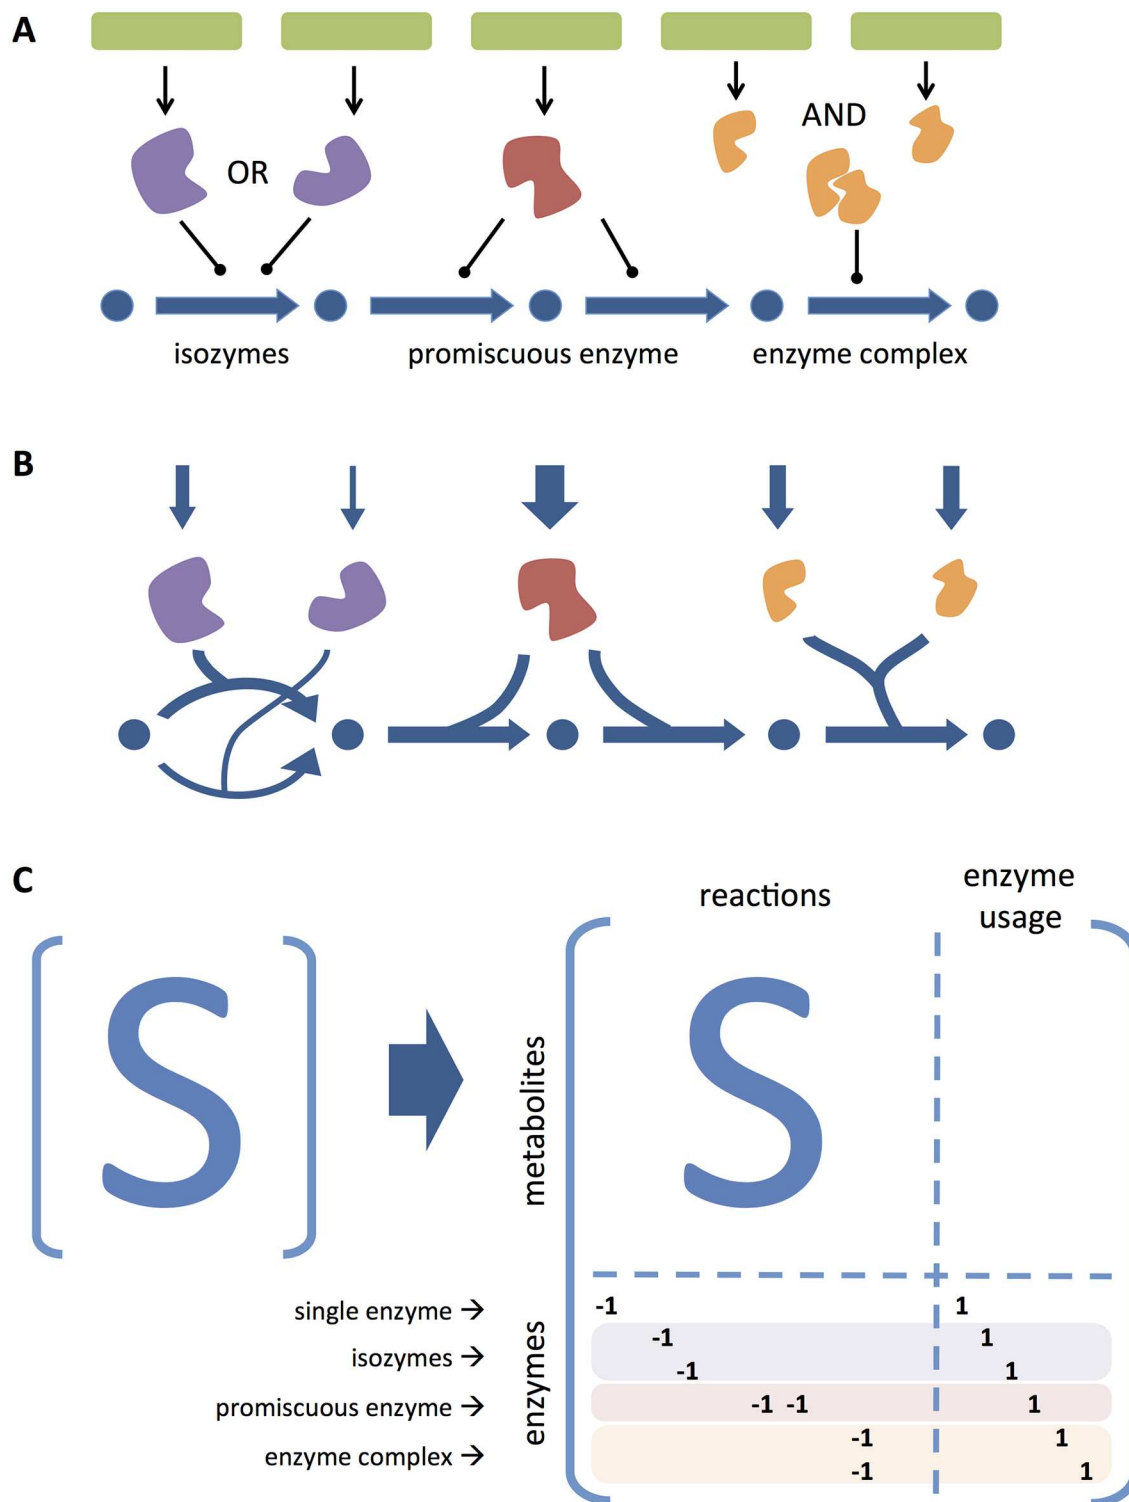 A
OR
AND
isozymes
promiscuous enzyme
enzyme complex
B
C
reactions
enzyme
usage
S
S
metabolites
enzymes
single enzyme →
-1 1
isozymes →
-1 1
-1 1
promiscuous enzyme →
-1 -1 1
enzyme complex →
-1 1
-1 1